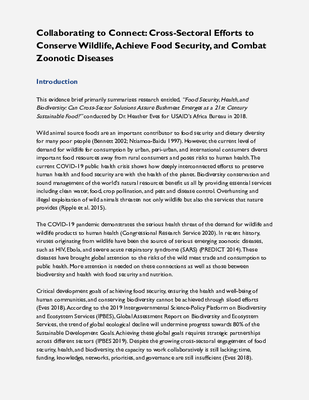 Collaborating to Connect: Cross-Sectoral Efforts to
Conserve Wildlife, Achieve Food Security, and Combat
Zoonotic Diseases
Introduction
This evidence brief primarily summarizes research entitled, "Food Security, Health, and
Biodiversity: Can Cross-Sector Solutions Assure Bushmeat Emerges as a 21st Century
Sustainable Food?" conducted by Dr. Heather Eves for USAID's Africa Bureau in 2018.
Wild animal source foods are an important contributor to food security and dietary diversity
for many poor people (Bennett 2002; Ntiamoa-Baidu 1997). However, the current level of
demand for wildlife for consumption by urban, peri-urban, and international consumers diverts
important food resources away from rural consumers and poses risks to human health. The
current COVID-19 public health crisis shows how deeply interconnected efforts to preserve
human health and food security are with the health of the planet. Biodiversity conservation and
sound management of the world's natural resources benefits us all by providing essential services
including clean water, food, crop pollination, and pest and disease control. Overhunting and
illegal exploitation of wild animals threaten not only wildlife but also the services that nature
provides (Ripple et al. 2015).
The COVID-19 pandemic demonstrates the serious health threat of the demand for wildlife and
wildlife products to human health (Congressional Research Service 2020). In recent history,
viruses originating from wildlife have been the source of serious emerging zoonotic diseases,
such as HIV, Ebola, and severe acute respiratory syndrome (SARS) (PREDICT 2014). These
diseases have brought global attention to the risks of the wild meat trade and consumption to
public health. More attention is needed on these connections as well as those between
biodiversity and health with food security and nutrition.
Critical development goals of achieving food security, ensuring the health and well-being of
human communities, and conserving biodiversity cannot be achieved through siloed efforts
(Eves 2018). According to the 2019 Intergovernmental Science-Policy Platform on Biodiversity
and Ecosystem Services (IPBES), Global Assessment Report on Biodiversity and Ecosystem
Services, the trend of global ecological decline will undermine progress towards 80% of the
Sustainable Development Goals. Achieving these global goals requires strategic partnerships
across different sectors (IPBES 2019). Despite the growing cross-sectoral engagement of food
security, health, and biodiversity, the capacity to work collaboratively is still lacking; time,
funding, knowledge, networks, priorities, and governance are still insufficient (Eves 2018).